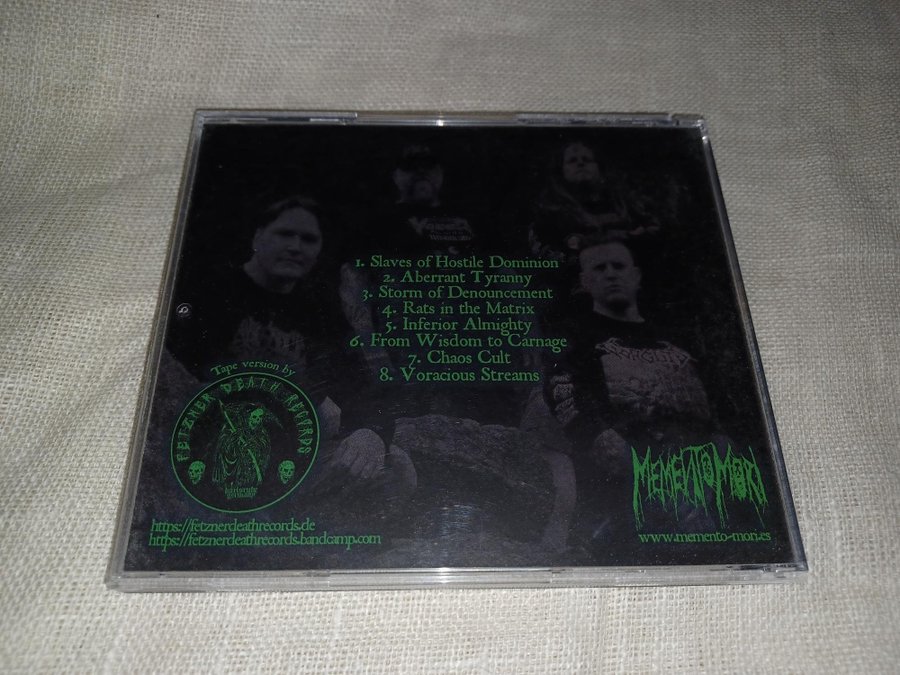 1. Slaves of Hostile Dominion
2. Aberrant Tyranny
3. Storm of Denouncement
4. Rats in the Matrix
5. Inferior Almighty
6. From Wisdom to Carnage
7. Chaos Cult
8. Voracious Streams
Tape version by
FETZNER DEATH RECORDS
https://fetznerdeathrecords.de
https://fetznerdeathrecords.bandcamp.com
MEMENTO MORI
www.memento-mori.es